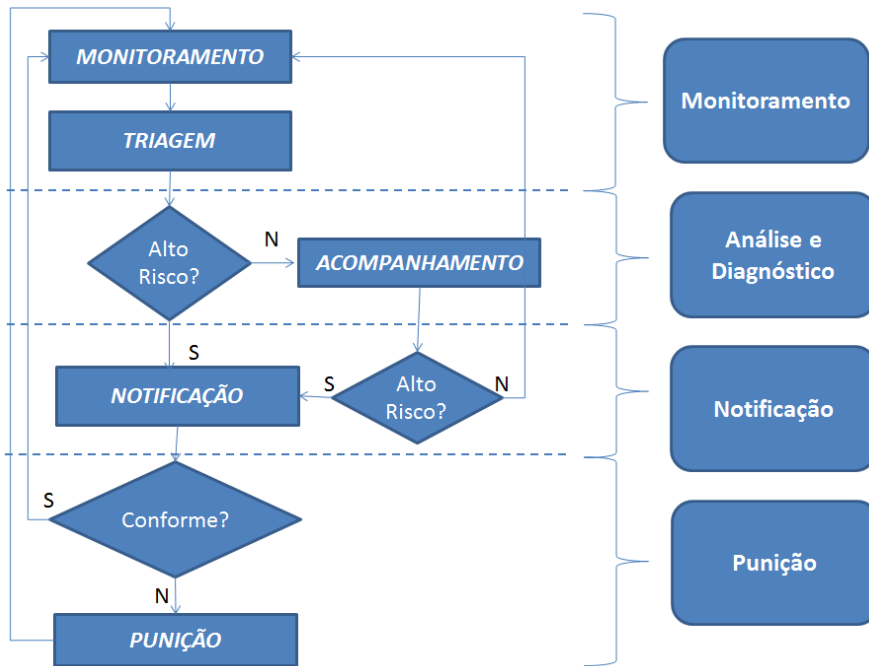 MONITORAMENTO
TRIAGEM
Monitoramento
Alto
Risco?
N
ACOMPANHAMENTO
Análise e
Diagnóstico
S
NOTIFICAÇÃO
S
Alto
Risco?
N
Notificação
S
Conforme?
N
PUNIÇÃO
Punição